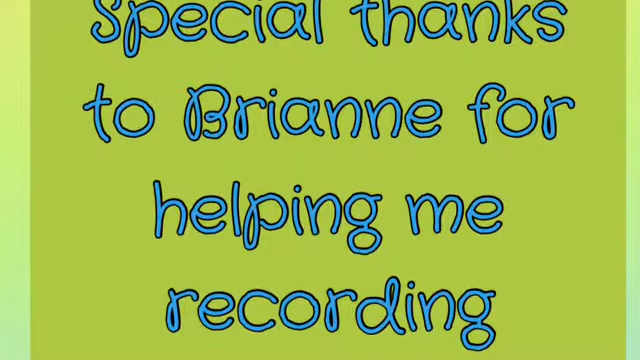 Special thanks
to Brianne for
helping me
recording